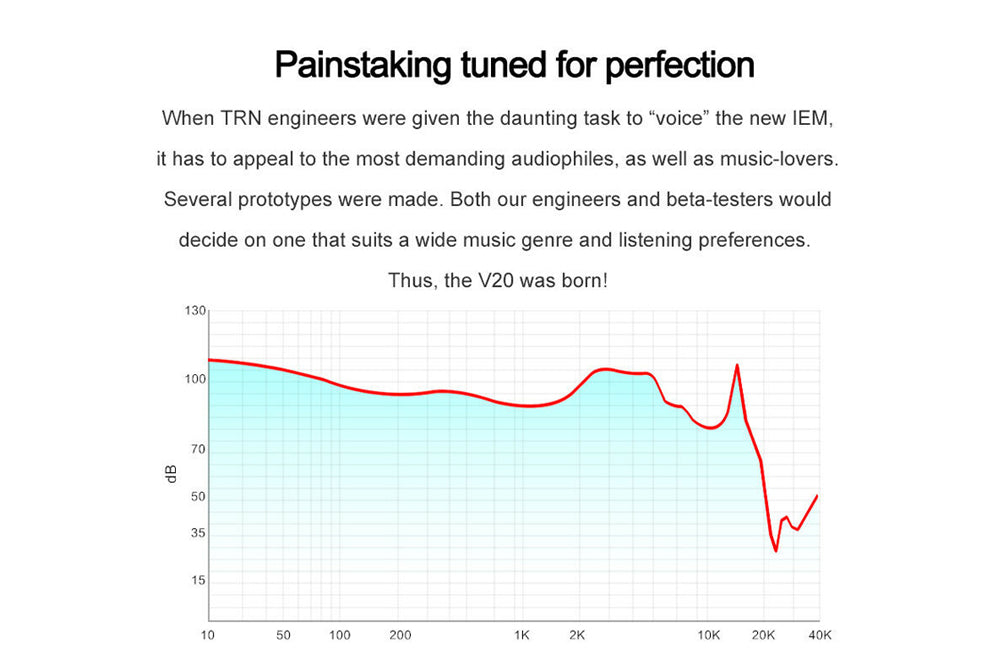 Painstaking tuned for perfection
When TRN engineers were given the daunting task to “voice” the new IEM,
it has to appeal to the most demanding audiophiles, as well as music-lovers.
Several prototypes were made. Both our engineers and beta-testers would
decide on one that suits a wide music genre and listening preferences.
Thus, the V20 was born!
130
100
70
dB
50
35
15
10 50 100 200 1K 2K 10K 20K 40K